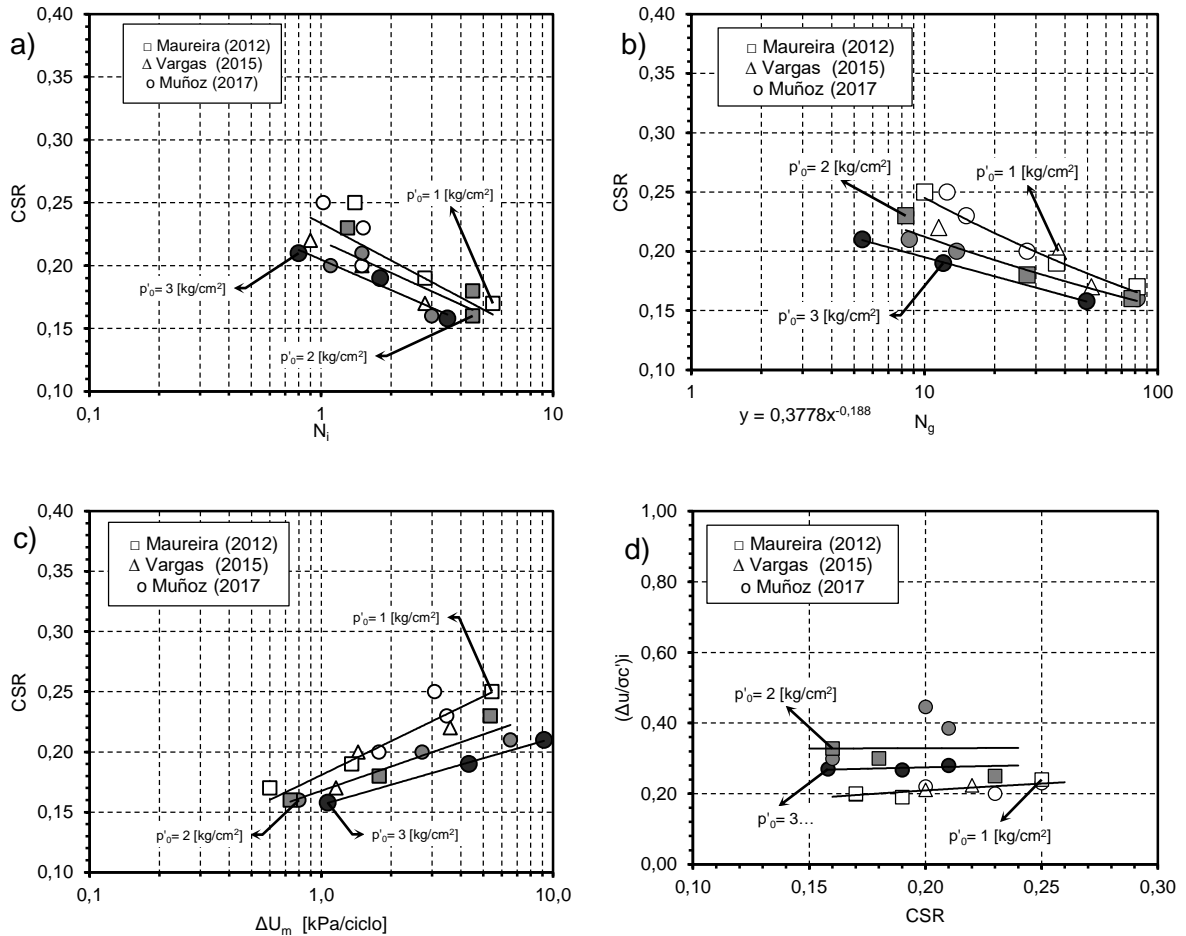 a)
0,40
0,35
0,30
0,25
0,20
0,15
0,10
CSR
□ Maureira (2012)
Δ Vargas (2015)
o Muñoz (2017)
p'0= 1 [kg/cm²]
p'0= 3 [kg/cm²]
p'0= 2 [kg/cm²]
0,1 1 10
Ni
b)
0,40
0,35
0,30
0,25
0,20
0,15
0,10
CSR
□ Maureira (2012)
Δ Vargas (2015)
o Muñoz (2017
p'0= 2 [kg/cm²]
p'0= 1 [kg/cm²]
p'0= 3 [kg/cm²]
1 10 100
y = 0,3778x^-0,188
Ng
c)
0,40
0,35
0,30
0,25
0,20
0,15
0,10
CSR
□ Maureira (2012)
Δ Vargas (2015)
o Muñoz (2017
p'0= 1 [kg/cm²]
p'0= 2 [kg/cm²]
p'0= 3 [kg/cm²]
0,1 1,0 10,0
ΔUm [kPa/ciclo]
d)
1,00
0,80
0,60
0,40
0,20
0,00
(Δu/σc')i
□ Maureira (2012)
Δ Vargas (2015)
o Muñoz (2017
p'0= 2 [kg/cm²]
p'0= 3…
p'0= 1 [kg/cm²]
0,10 0,15 0,20 0,25 0,30
CSR